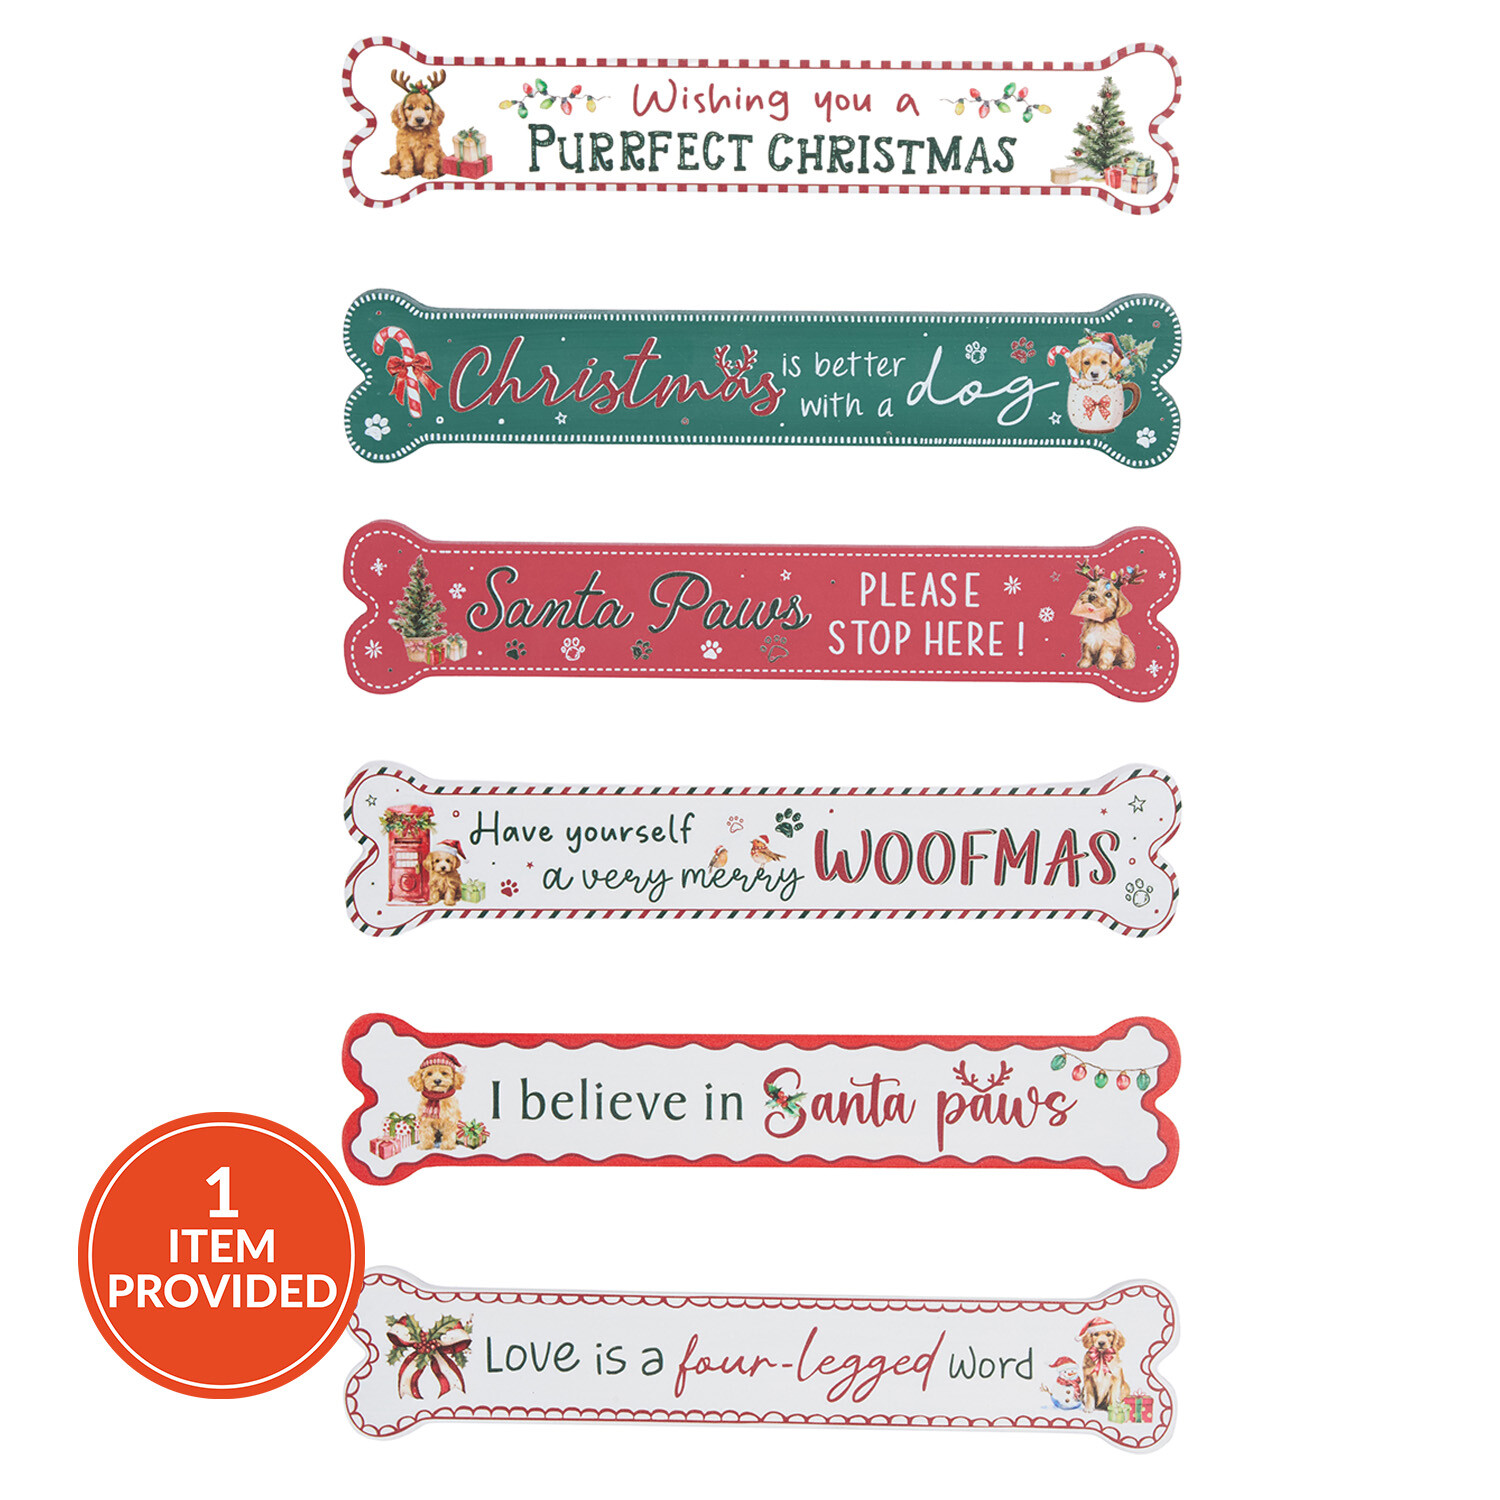 Wishing you a
PURRFECT CHRISTMAS
Christmas is better
with a dog
Santa Paws PLEASE
STOP HERE!
Have yourself
a very merry WOOFMAS
I believe in Santa paws
1
ITEM
PROVIDED
Love is a four-legged word